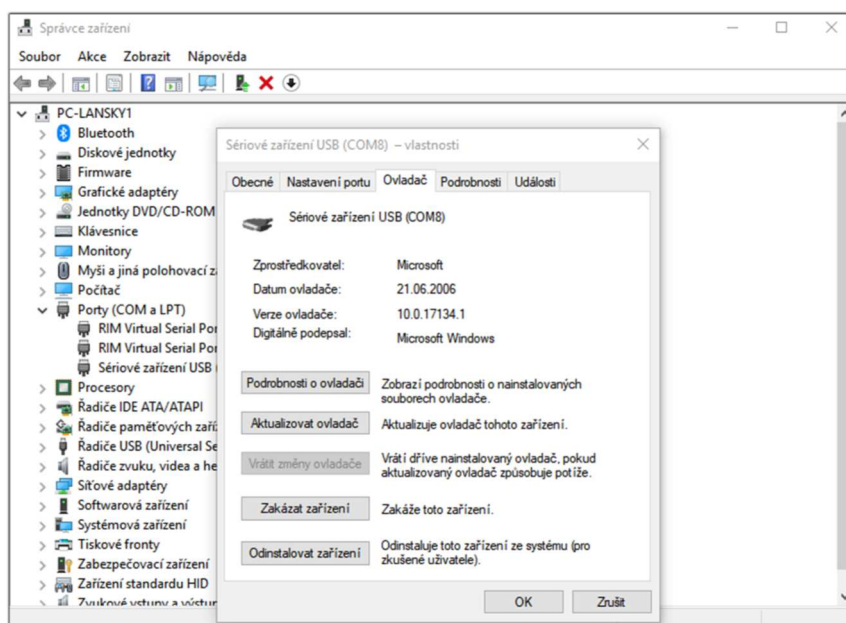 Správce zařízení
Soubor Akce Zobrazit Nápověda
PC-LANSKY1
Bluetooth
Diskové jednotky
Firmware
Grafické adaptéry
Jednotky DVD/CD-ROM
Klávesnice
Monitory
Myši a jiná polohovací
Počítač
Porty (COM a LPT)
RIM Virtual Serial
RIM Virtual Serial
Sériové zařízení USB
Procesory
Řadiče IDE ATA/ATAPI
Řadiče paměťových
Řadiče USB (Universal
Řadiče zvuku, videa a
Síťové adaptéry
Softwarová zařízení
Systémová zařízení
Tiskové fronty
Zabezpečovací zařízení
Zařízení standardu HID
Zvukové vstupy a
Sériové zařízení USB (COM8) – vlastnosti
Obecné Nastavení portu Ovladač Podrobnosti Události
Sériové zařízení USB (COM8)
Zprostředkovatel: Microsoft
Datum ovladače: 21.06.2006
Verze ovladače: 10.0.17134.1
Digitálně podepsal: Microsoft Windows
Podrobnosti o ovladači Zobrazí podrobnosti o nainstalovaných
souborech ovladače.
Aktualizovat ovladač Aktualizuje ovladač tohoto zařízení.
Vrátit změny ovladače Vrátí dříve nainstalovaný ovladač, pokud
aktualizovaný ovladač způsobuje potíže.
Zakázat zařízení Zakáže toto zařízení.
Odinstalovat zařízení Odinstaluje toto zařízení ze systému (pro
zkušené uživatele).
OK Zrušit